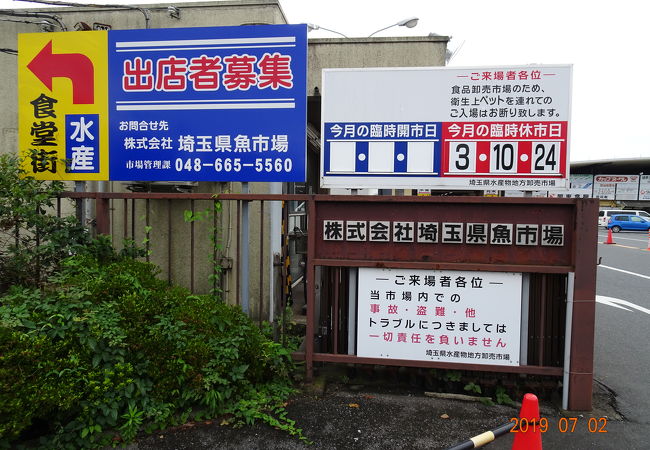 食堂街
水産
出店者募集
お問合せ先
株式会社 埼玉県魚市場
市場管理課 048-665-5560
―ご来場者各位―
食品卸売市場のため、
衛生上ペットを連れての
ご入場はお断り致します。
今月の臨時開市日
今月の臨時休市日
3・10・24
埼玉県水産物地方卸売市場
株式会社埼玉県魚市場
―ご来場者各位―
当市場内での
事故・盗難・他
トラブルにつきましては
一切責任を負いません
埼玉県水産物地方卸売市場
2019 07 02